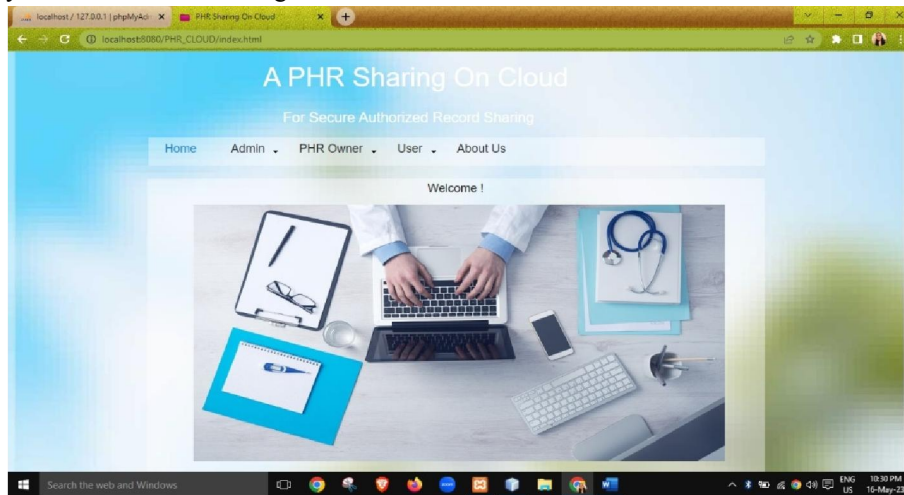 localhost / 127.0.0.1 | phpMyAd
PHR Sharing On Cloud
localhost:8080/PHR_CLOUD/index.html
A PHR Sharing On Cloud
For Secure Authorized Record Sharing
Home Admin PHR Owner User About Us
Welcome !
Search the web and Windows
ENG 10:30 PM
US 16-May-23